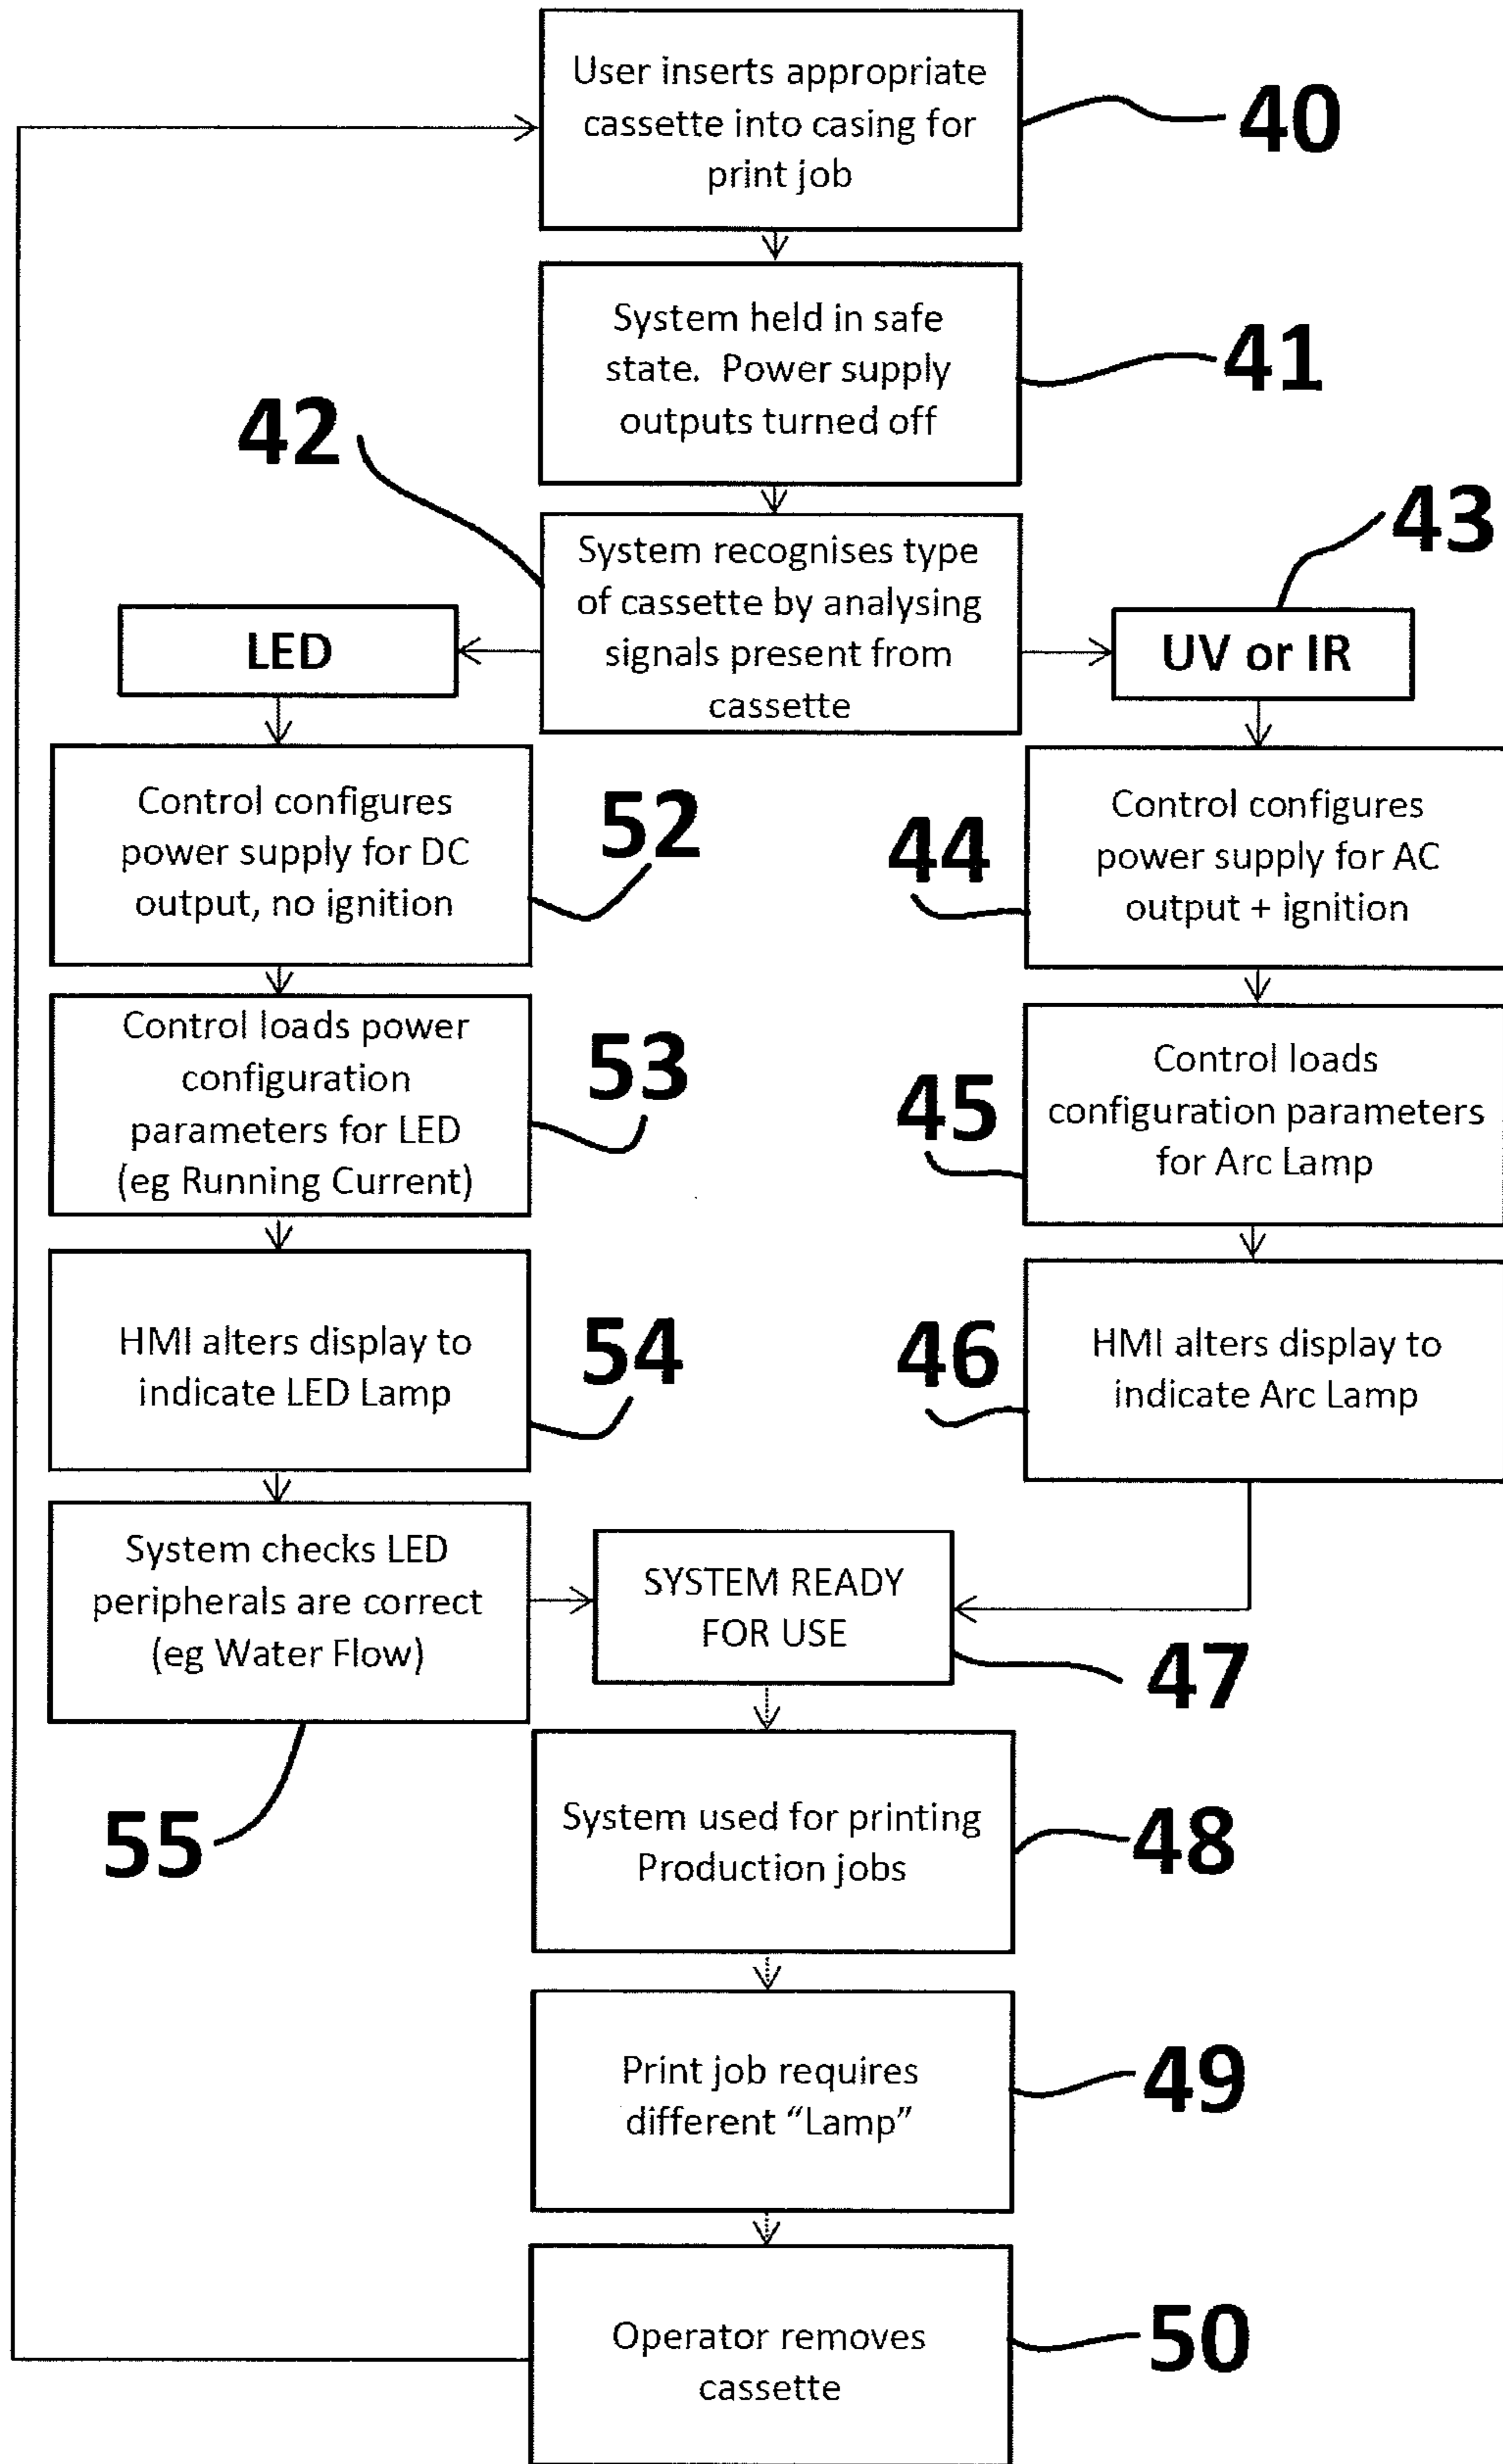 User inserts appropriate
cassette into casing for
print job
40
System held in safe
state. Power supply
outputs turned off
41
42
System recognises type
of cassette by analysing
signals present from
cassette
43
LED
UV or IR
Control configures
power supply for DC
output, no ignition
52
44
Control configures
power supply for AC
output + ignition
Control loads power
configuration
parameters for LED
(eg Running Current)
53
45
Control loads
configuration parameters
for Arc Lamp
HMI alters display to
indicate LED Lamp
54
46
HMI alters display to
indicate Arc Lamp
System checks LED
peripherals are correct
(eg Water Flow)
55
SYSTEM READY
FOR USE
47
System used for printing
Production jobs
48
Print job requires
different “Lamp”
49
Operator removes
cassette
50